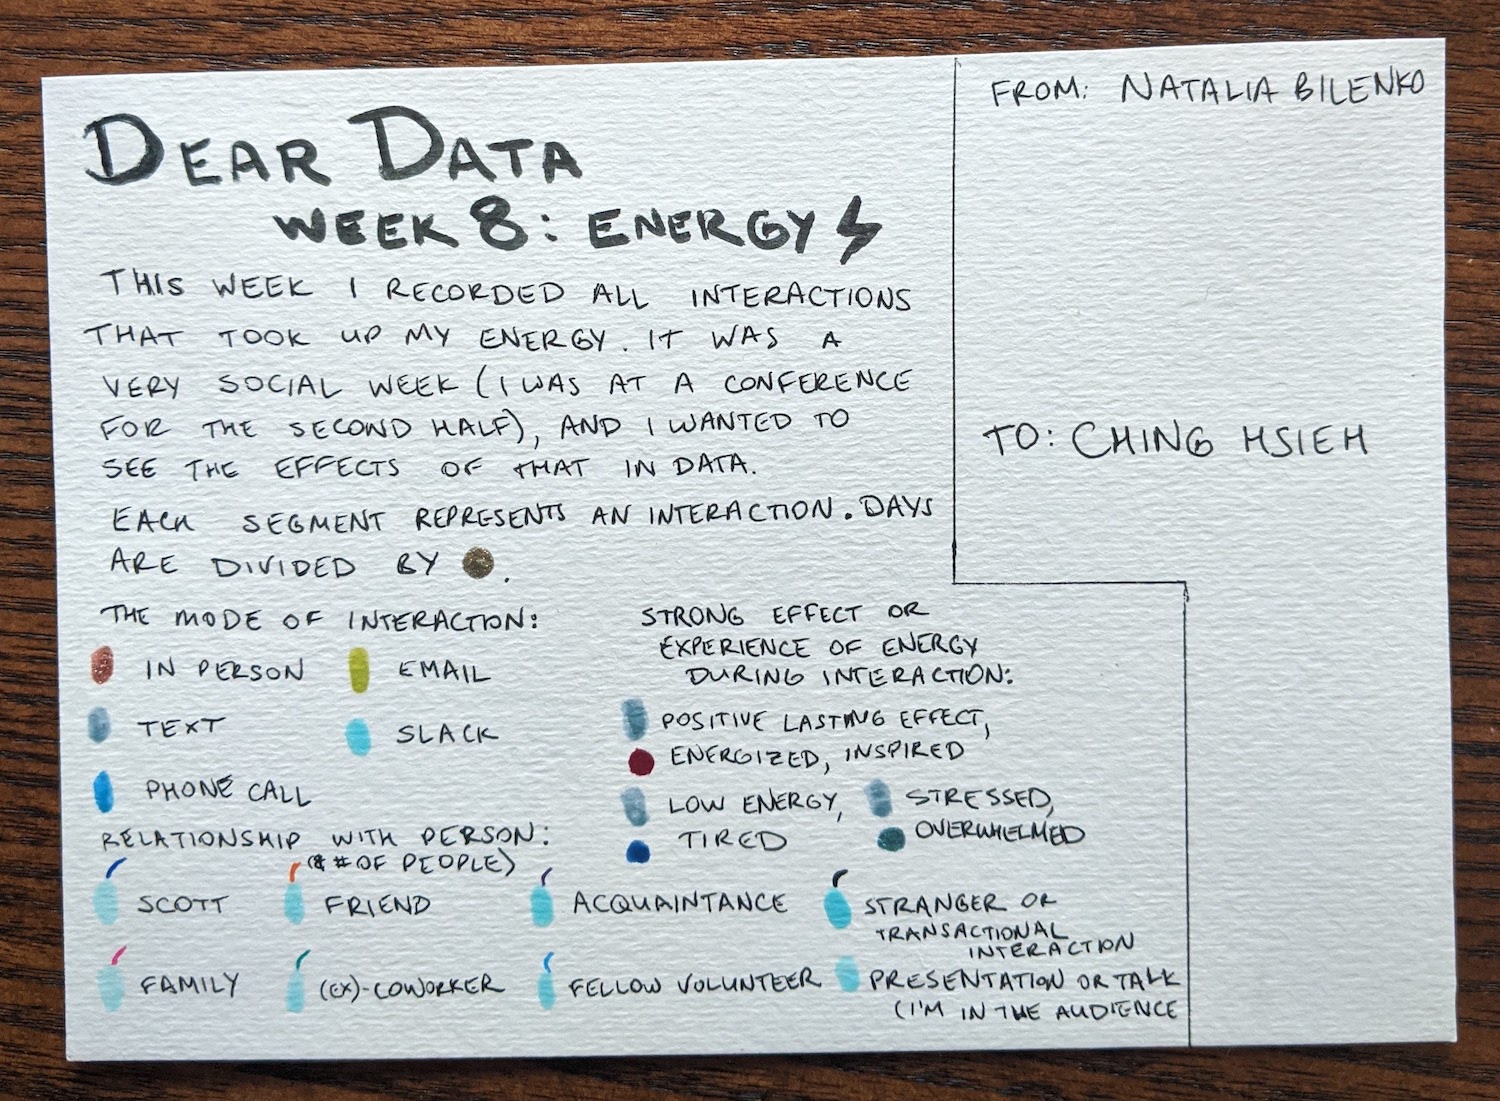 DEAR DATA
WEEK 8: ENERGY
THIS WEEK I RECORDED ALL INTERACTIONS
THAT TOOK UP MY ENERGY. IT WAS A
VERY SOCIAL WEEK (I WAS AT A CONFERENCE
FOR THE SECOND HALF), AND I WANTED TO
SEE THE EFFECTS OF THAT IN DATA.
EACH SEGMENT REPRESENTS AN INTERACTION. DAYS
ARE DIVIDED BY .
THE MODE OF INTERACTION:
IN PERSON
EMAIL
TEXT
SLACK
PHONE CALL
STRONG EFFECT OR
EXPERIENCE OF ENERGY
DURING INTERACTION:
POSITIVE LASTING EFFECT,
ENERGIZED, INSPIRED
LOW ENERGY,
TIRED
STRESSED,
OVERWHELMED
RELATIONSHIP WITH PERSON:
(& # OF PEOPLE)
SCOTT
FRIEND
ACQUAINTANCE
STRANGER OR
TRANSACTIONAL
INTERACTION
FAMILY
(EX)-COWORKER
FELLOW VOLUNTEER
PRESENTATION OR TALK
(I'M IN THE AUDIENCE
FROM: NATALIA BILENKO
TO: CHING HSIEH